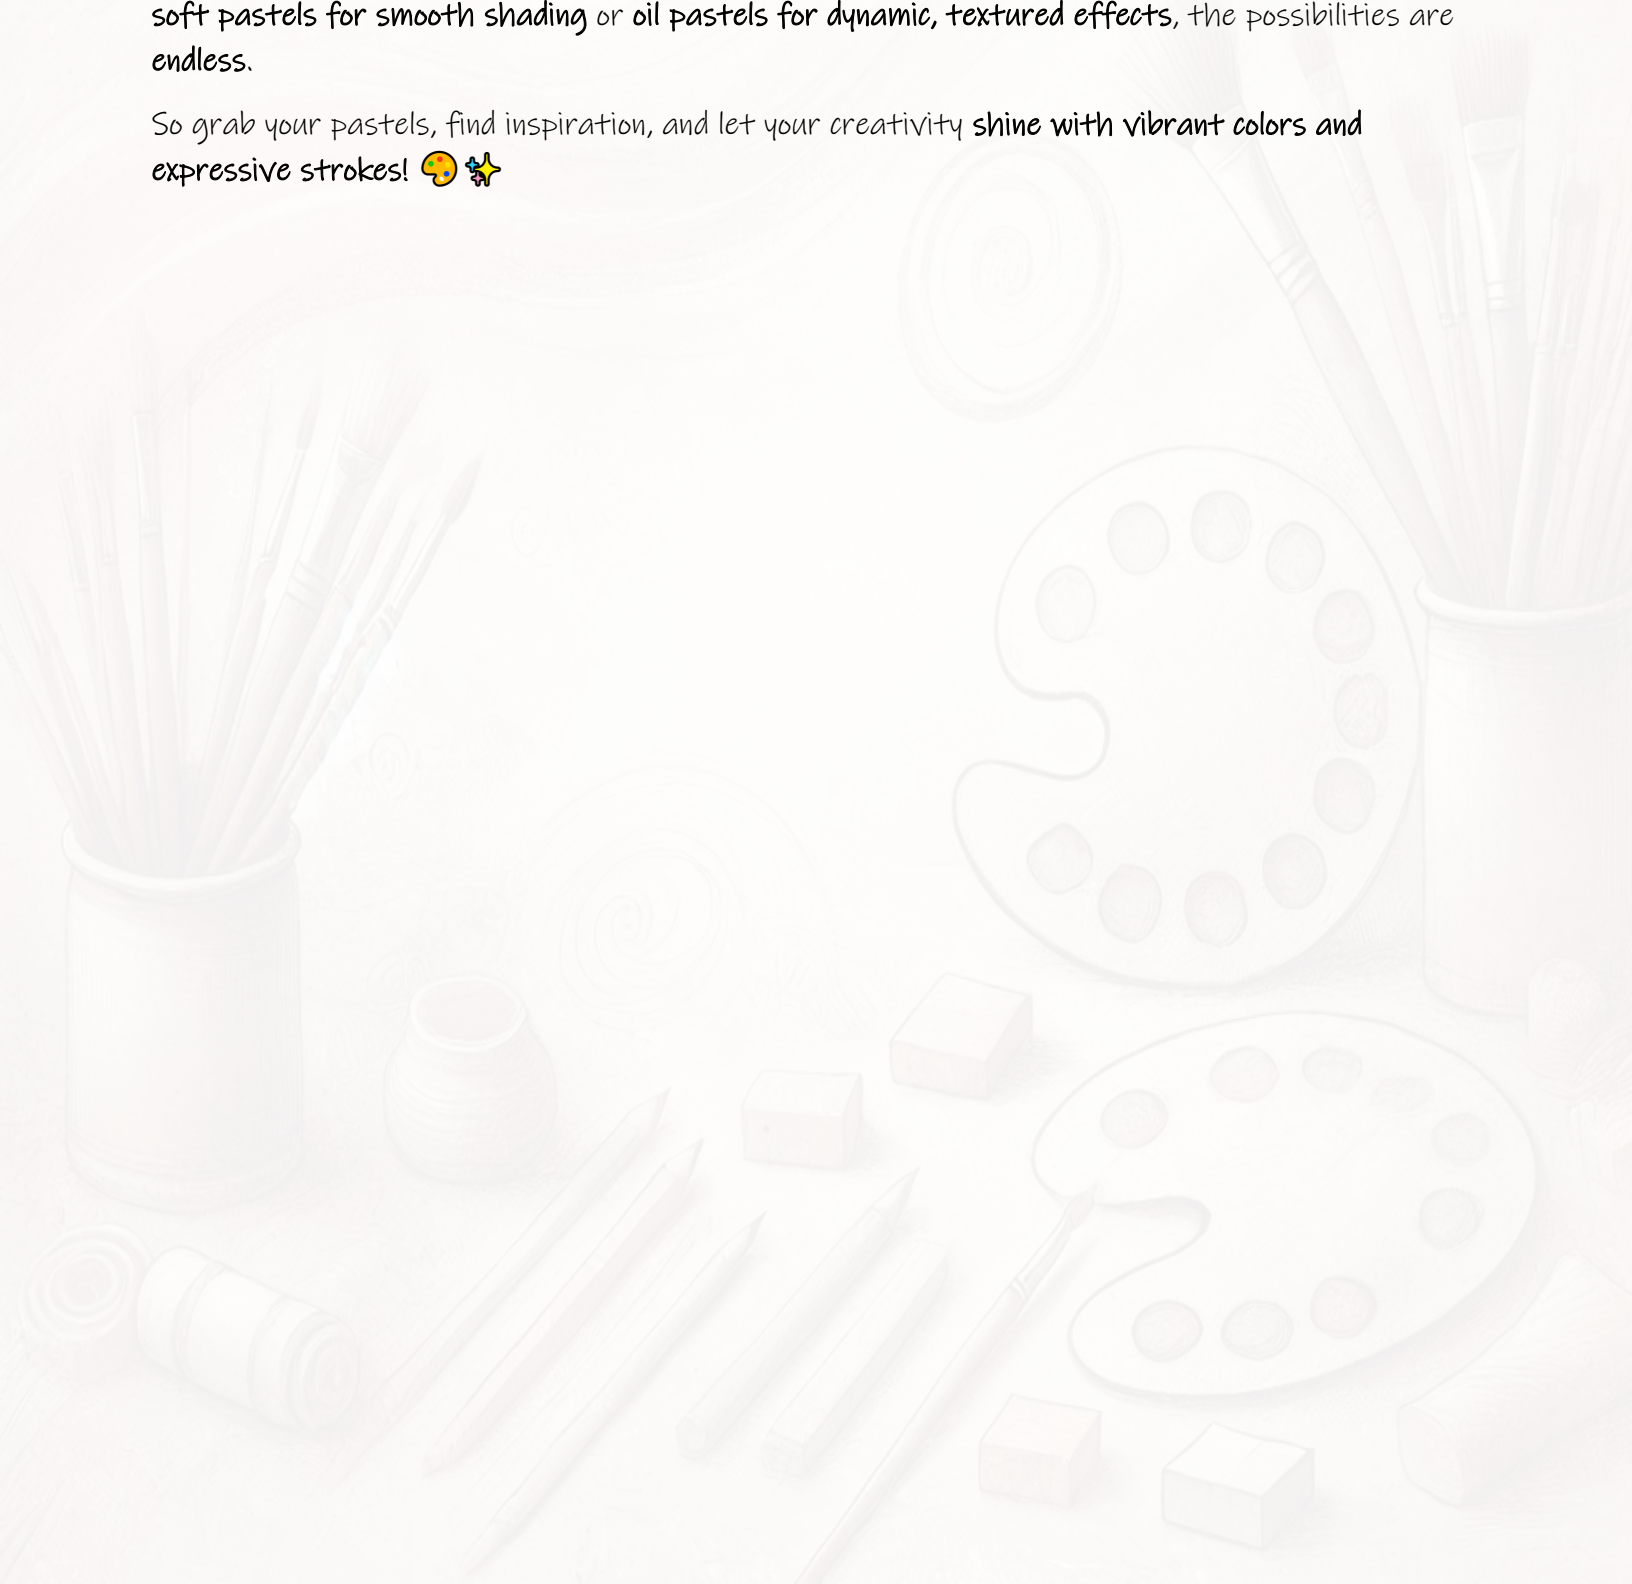 soft pastels for smooth shading or oil pastels for dynamic, textured effects, the possibilities are
endless.
So grab your pastels, find inspiration, and let your creativity shine with vibrant colors and
expressive strokes! 🎨✨